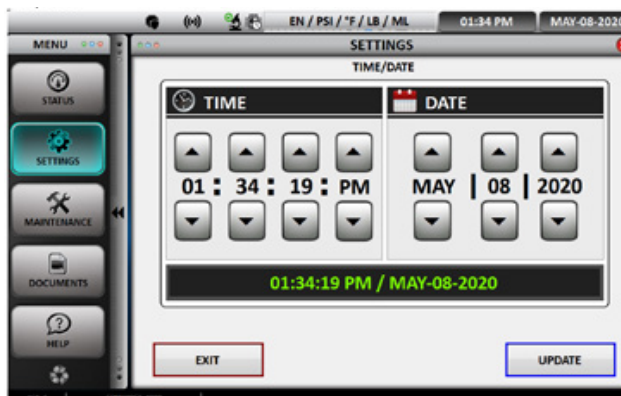 EN / PSI / °F / LB / ML 01:34 PM MAY-08-2020
MENU
SETTINGS
TIME/DATE
STATUS
SETTINGS
MAINTENANCE
DOCUMENTS
HELP
TIME
DATE
01 : 34 : 19 : PM
MAY | 08 | 2020
01:34:19 PM / MAY-08-2020
EXIT
UPDATE